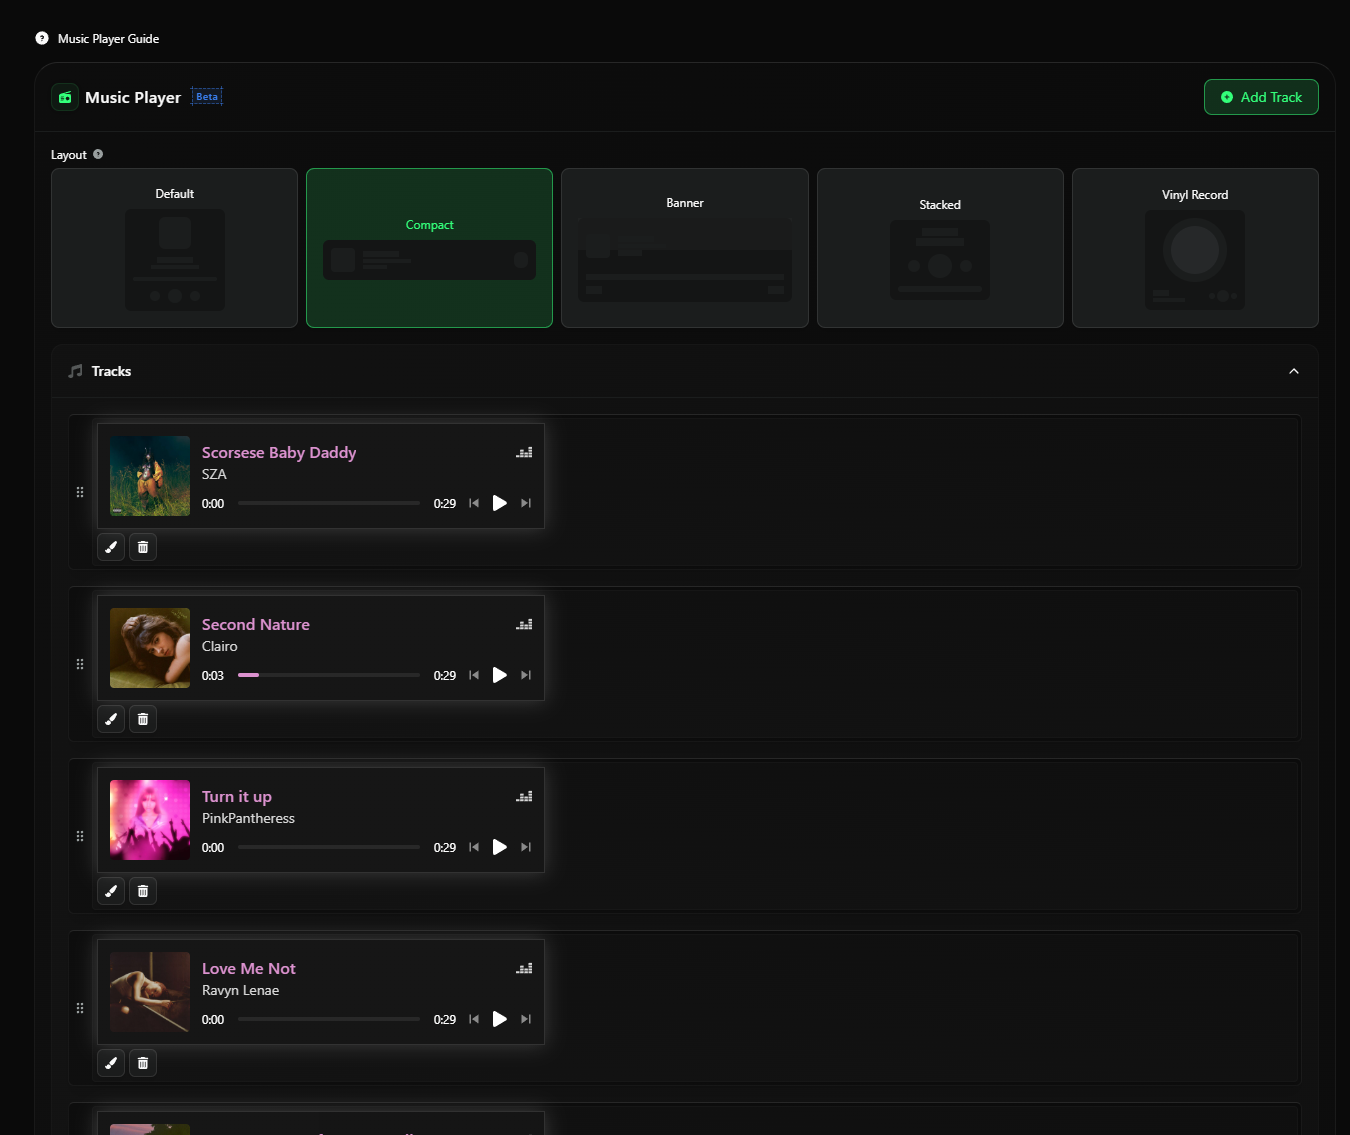 Music Player Guide
Music Player Beta
Add Track
Layout
Default
Compact
Banner
Stacked
Vinyl Record
Tracks
Scorsese Baby Daddy
SZA
0:00 0:29
Second Nature
Clairo
0:03 0:29
Turn it up
PinkPantheress
0:00 0:29
Love Me Not
Ravyn Lenae
0:00 0:29